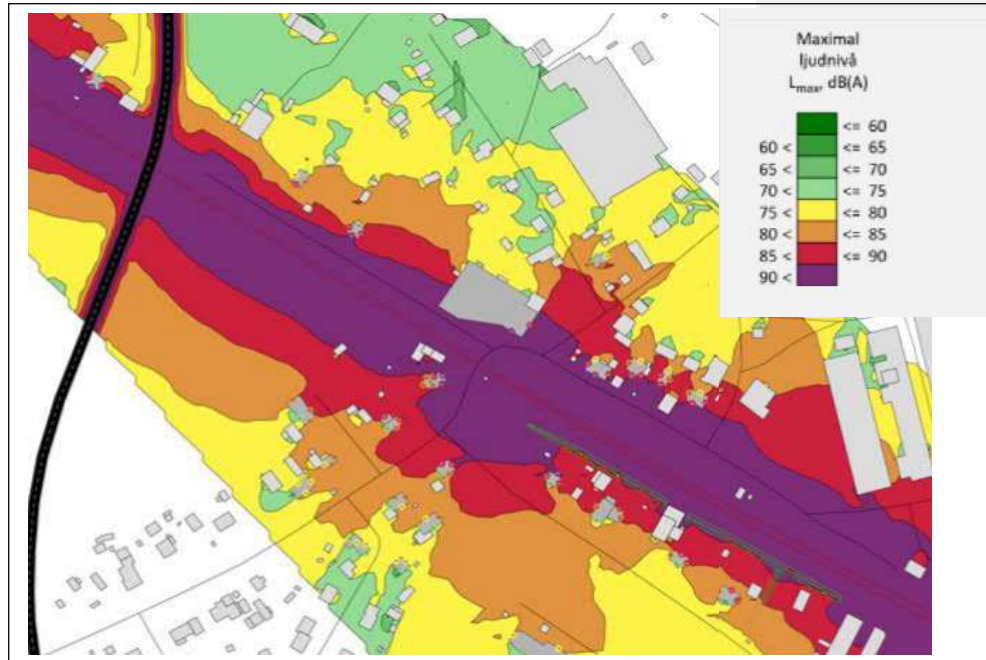 Maximal
ljudnivå
Lmax, dB(A)
<= 60
60 < <= 65
65 < <= 70
70 < <= 75
75 < <= 80
80 < <= 85
85 < <= 90
90 <